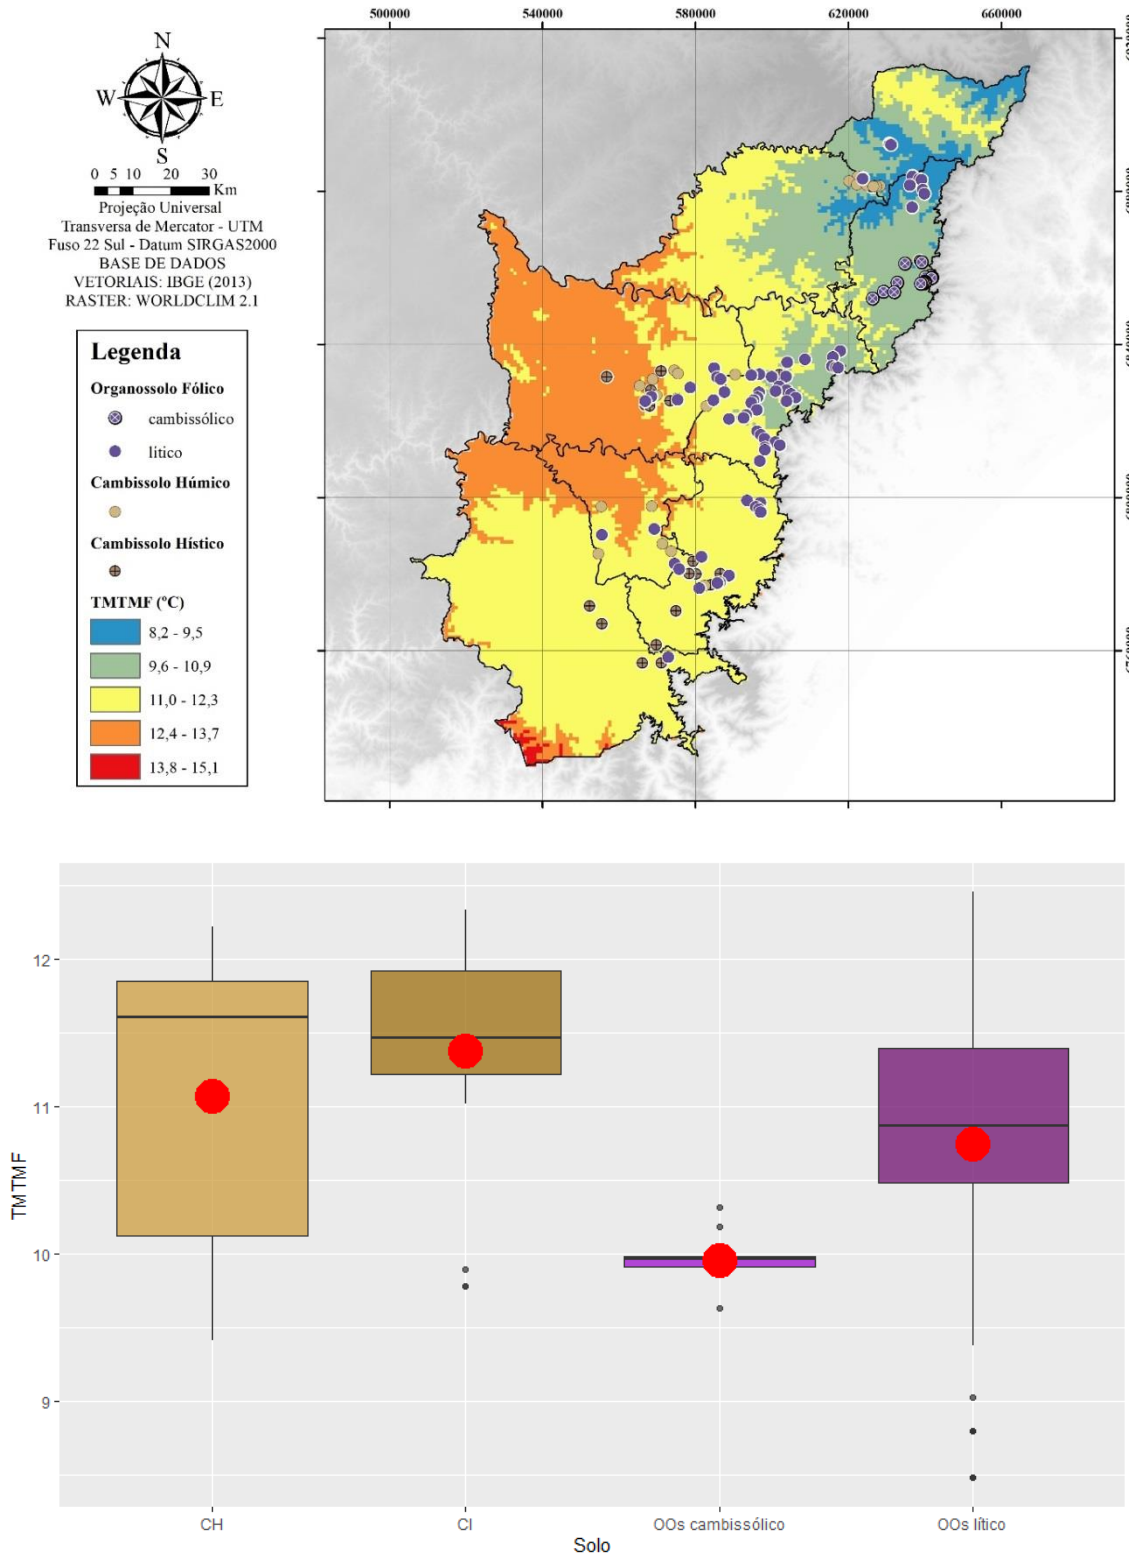 500000 540000 580000 620000 660000
N
W E
S
0 5 10 20 30
Km
Projeção Universal
Transversa de Mercator - UTM
Fuso 22 Sul - Datum SIRGAS2000
BASE DE DADOS
VETORIAIS: IBGE (2013)
RASTER: WORLDCLIM 2.1
Legenda
Organossolo Fólico
cambissólico
lítico
Cambissolo Húmico
Cambissolo Hístico
TMTMF (ºC)
8,2 - 9,5
9,6 - 10,9
11,0 - 12,3
12,4 - 13,7
13,8 - 15,1
TMTMF
12
11
10
9
CH CI OOs cambissólico OOs lítico
Solo